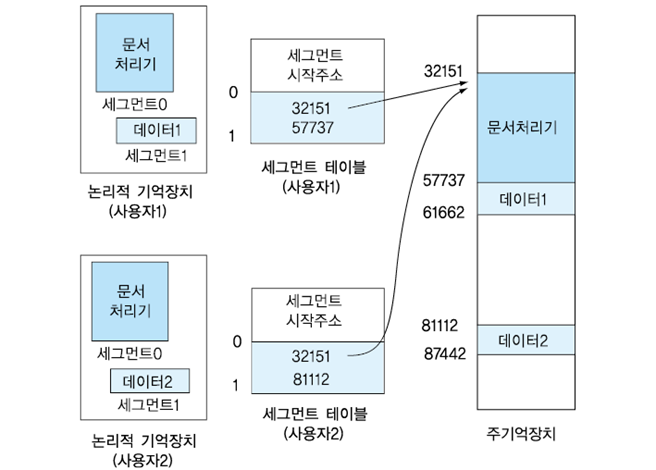 문서
처리기
세그먼트0
데이터1
세그먼트1
논리적 기억장치
(사용자1)
세그먼트
시작주소
0
32151
57737
1
세그먼트 테이블
(사용자1)
문서
처리기
세그먼트0
데이터2
세그먼트1
논리적 기억장치
(사용자2)
세그먼트
시작주소
0
32151
81112
1
세그먼트 테이블
(사용자2)
32151
문서처리기
57737
데이터1
61662
81112
데이터2
87442
주기억장치